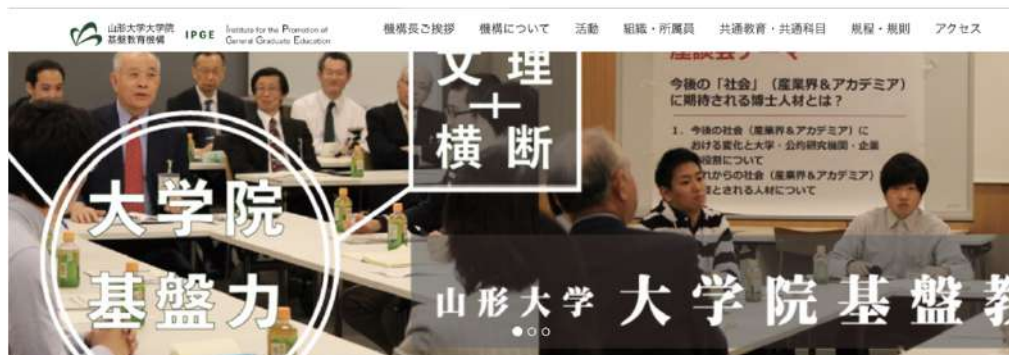 山形大学大学院
基盤教育機構
IPGE
Institute for the Promotion of
General Graduate Education
機構長ご挨拶
機構について
活動
組織・所属員
共通教育・共通科目
規程・規則
アクセス
文理
+
横断
大学院
基盤力
今後の「社会」（産業界&アカデミア）
に期待される博士人材とは？
1. 今後の社会（産業界&アカデミア）に
おける変化と大学・公的研究機関・企業
役割について
れからの社会（産業界&アカデミア）
とされる人材について
山形大学 大学院基盤教